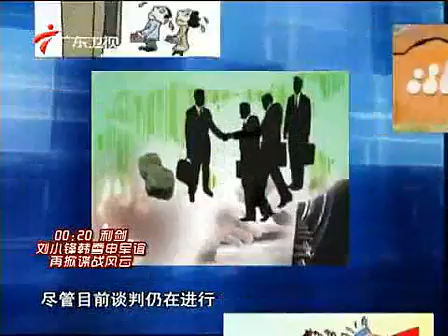 广东卫视
00:20 利剑
刘小锋韩雪申军谊
再掀谍战风云
尽管目前谈判仍在进行